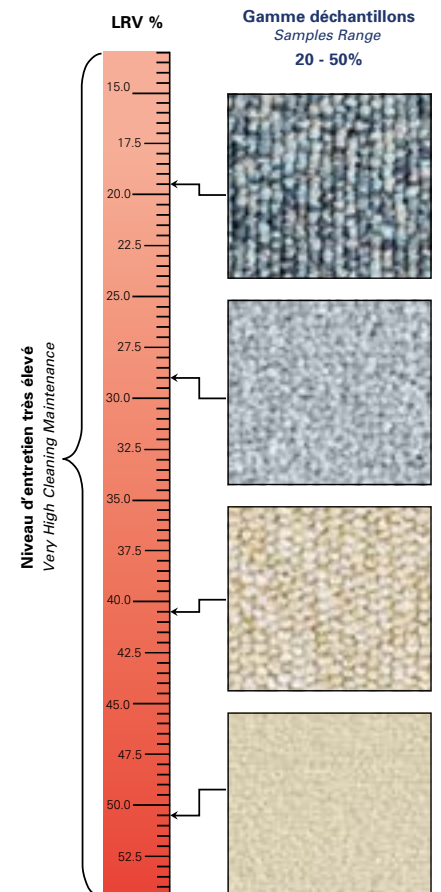 LRV %
Gamme déchantillons
Samples Range
20 - 50%
15.0
17.5
20.0
22.5
25.0
27.5
30.0
32.5
35.0
37.5
40.0
42.5
45.0
47.5
50.0
52.5
Niveau d'entretien très élevé
Very High Cleaning Maintenance